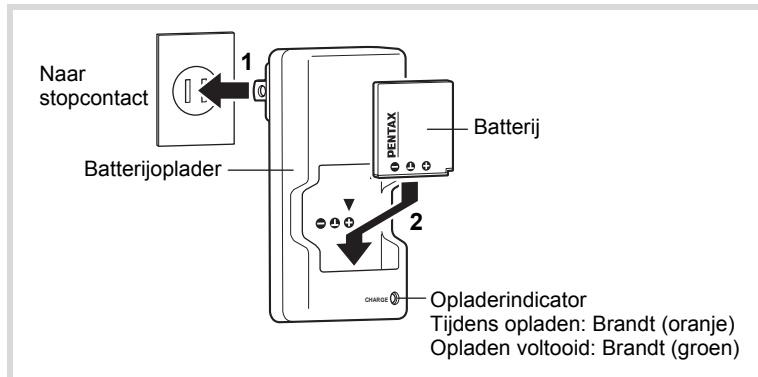 Naar
stopcontact
1
Batterij
PENTAX
Batterijoplader
2
CHARGE
Opladerindicator
Tijdens opladen: Brandt (oranje)
Opladen voltooid: Brandt (groen)